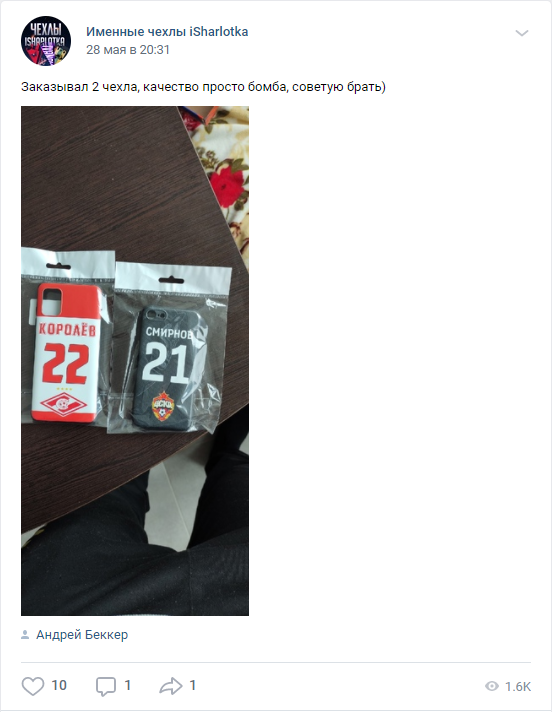 ЧЕХЛЫ
ISHARLOTKA
Именные чехлы iSharlotka
28 мая в 20:31
Заказывал 2 чехла, качество просто бомба, советую брать)
КОРОЛЁВ
22
СМИРНОВ
21
ЦСКА
Андрей Беккер
10
1
1
1.6K